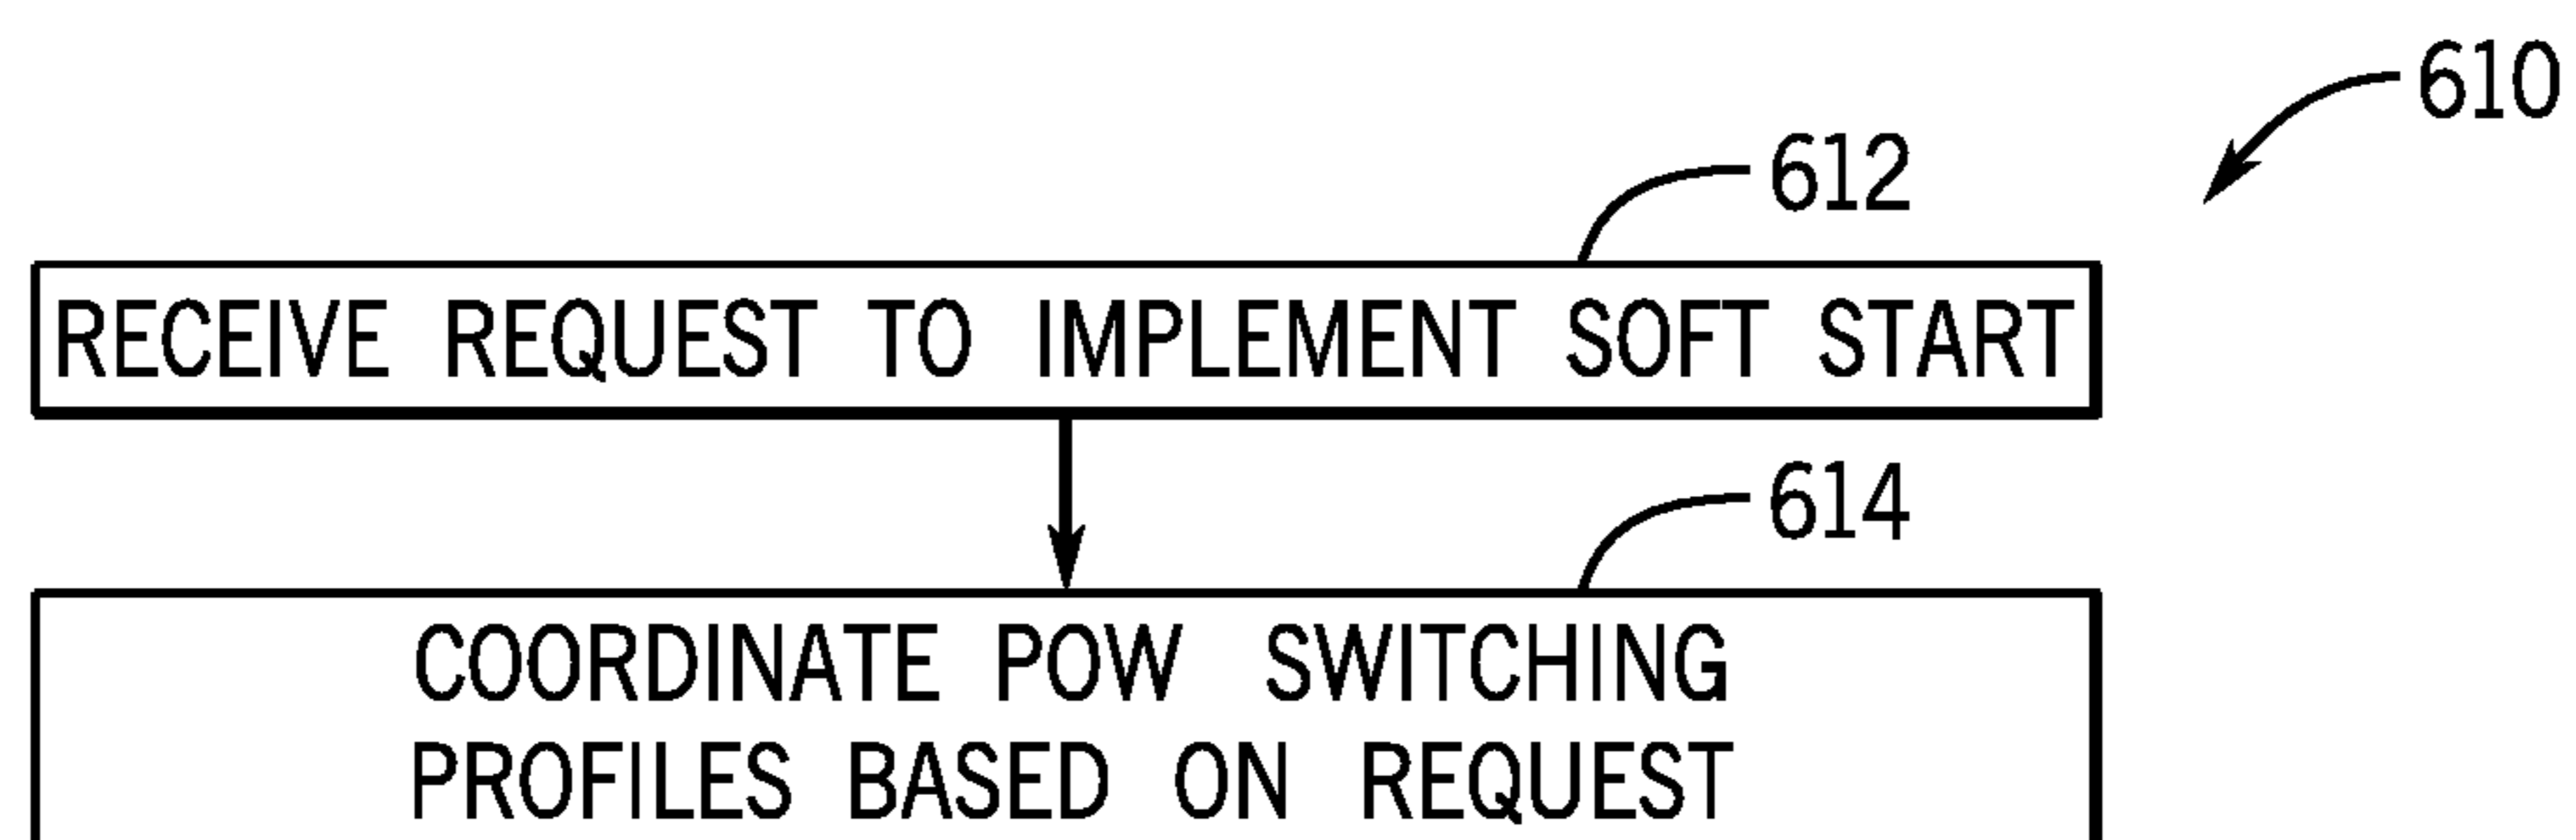 610
612
RECEIVE REQUEST TO IMPLEMENT SOFT START
614
COORDINATE POW SWITCHING
PROFILES BASED ON REQUEST